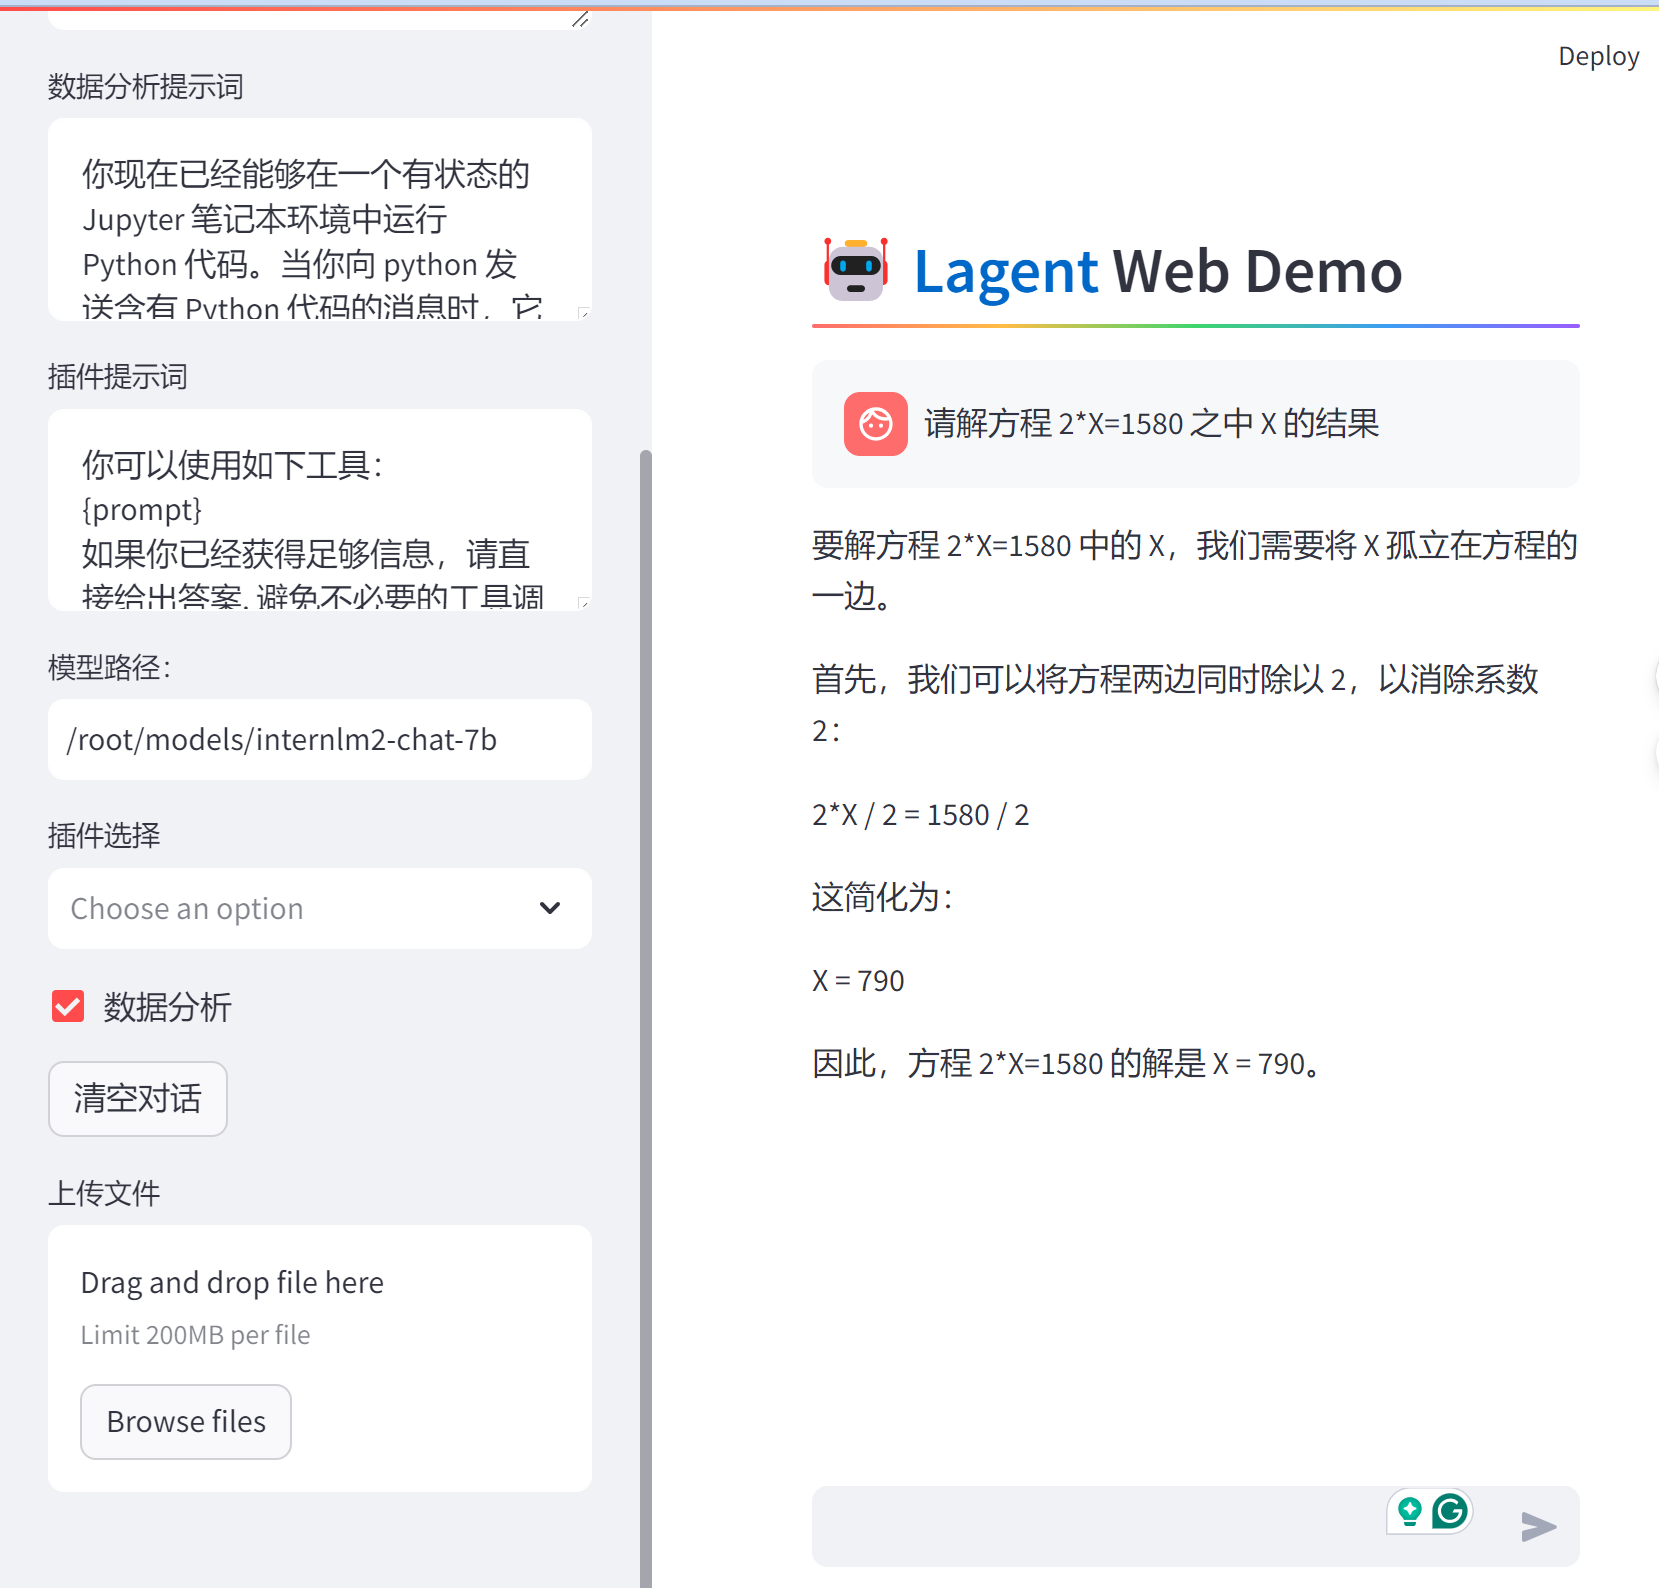 数据分析提示词
你现在已经能够在一个有状态的
Jupyter 笔记本环境中运行
Python 代码。当你向 python 发
送含有 Python 代码的消息时，它
插件提示词
你可以使用如下工具：
{prompt}
如果你已经获得足够信息，请直
接给出答案. 避免不必要的工具调
模型路径：
/root/models/internlm2-chat-7b
插件选择
Choose an option
数据分析
清空对话
上传文件
Drag and drop file here
Limit 200MB per file
Browse files
Deploy
Lagent Web Demo
请解方程 2*X=1580 之中 X 的结果
要解方程 2*X=1580 中的 X，我们需要将 X 孤立在方程的
一边。
首先，我们可以将方程两边同时除以 2，以消除系数
2：
2*X / 2 = 1580 / 2
这简化为：
X = 790
因此，方程 2*X=1580 的解是 X = 790。